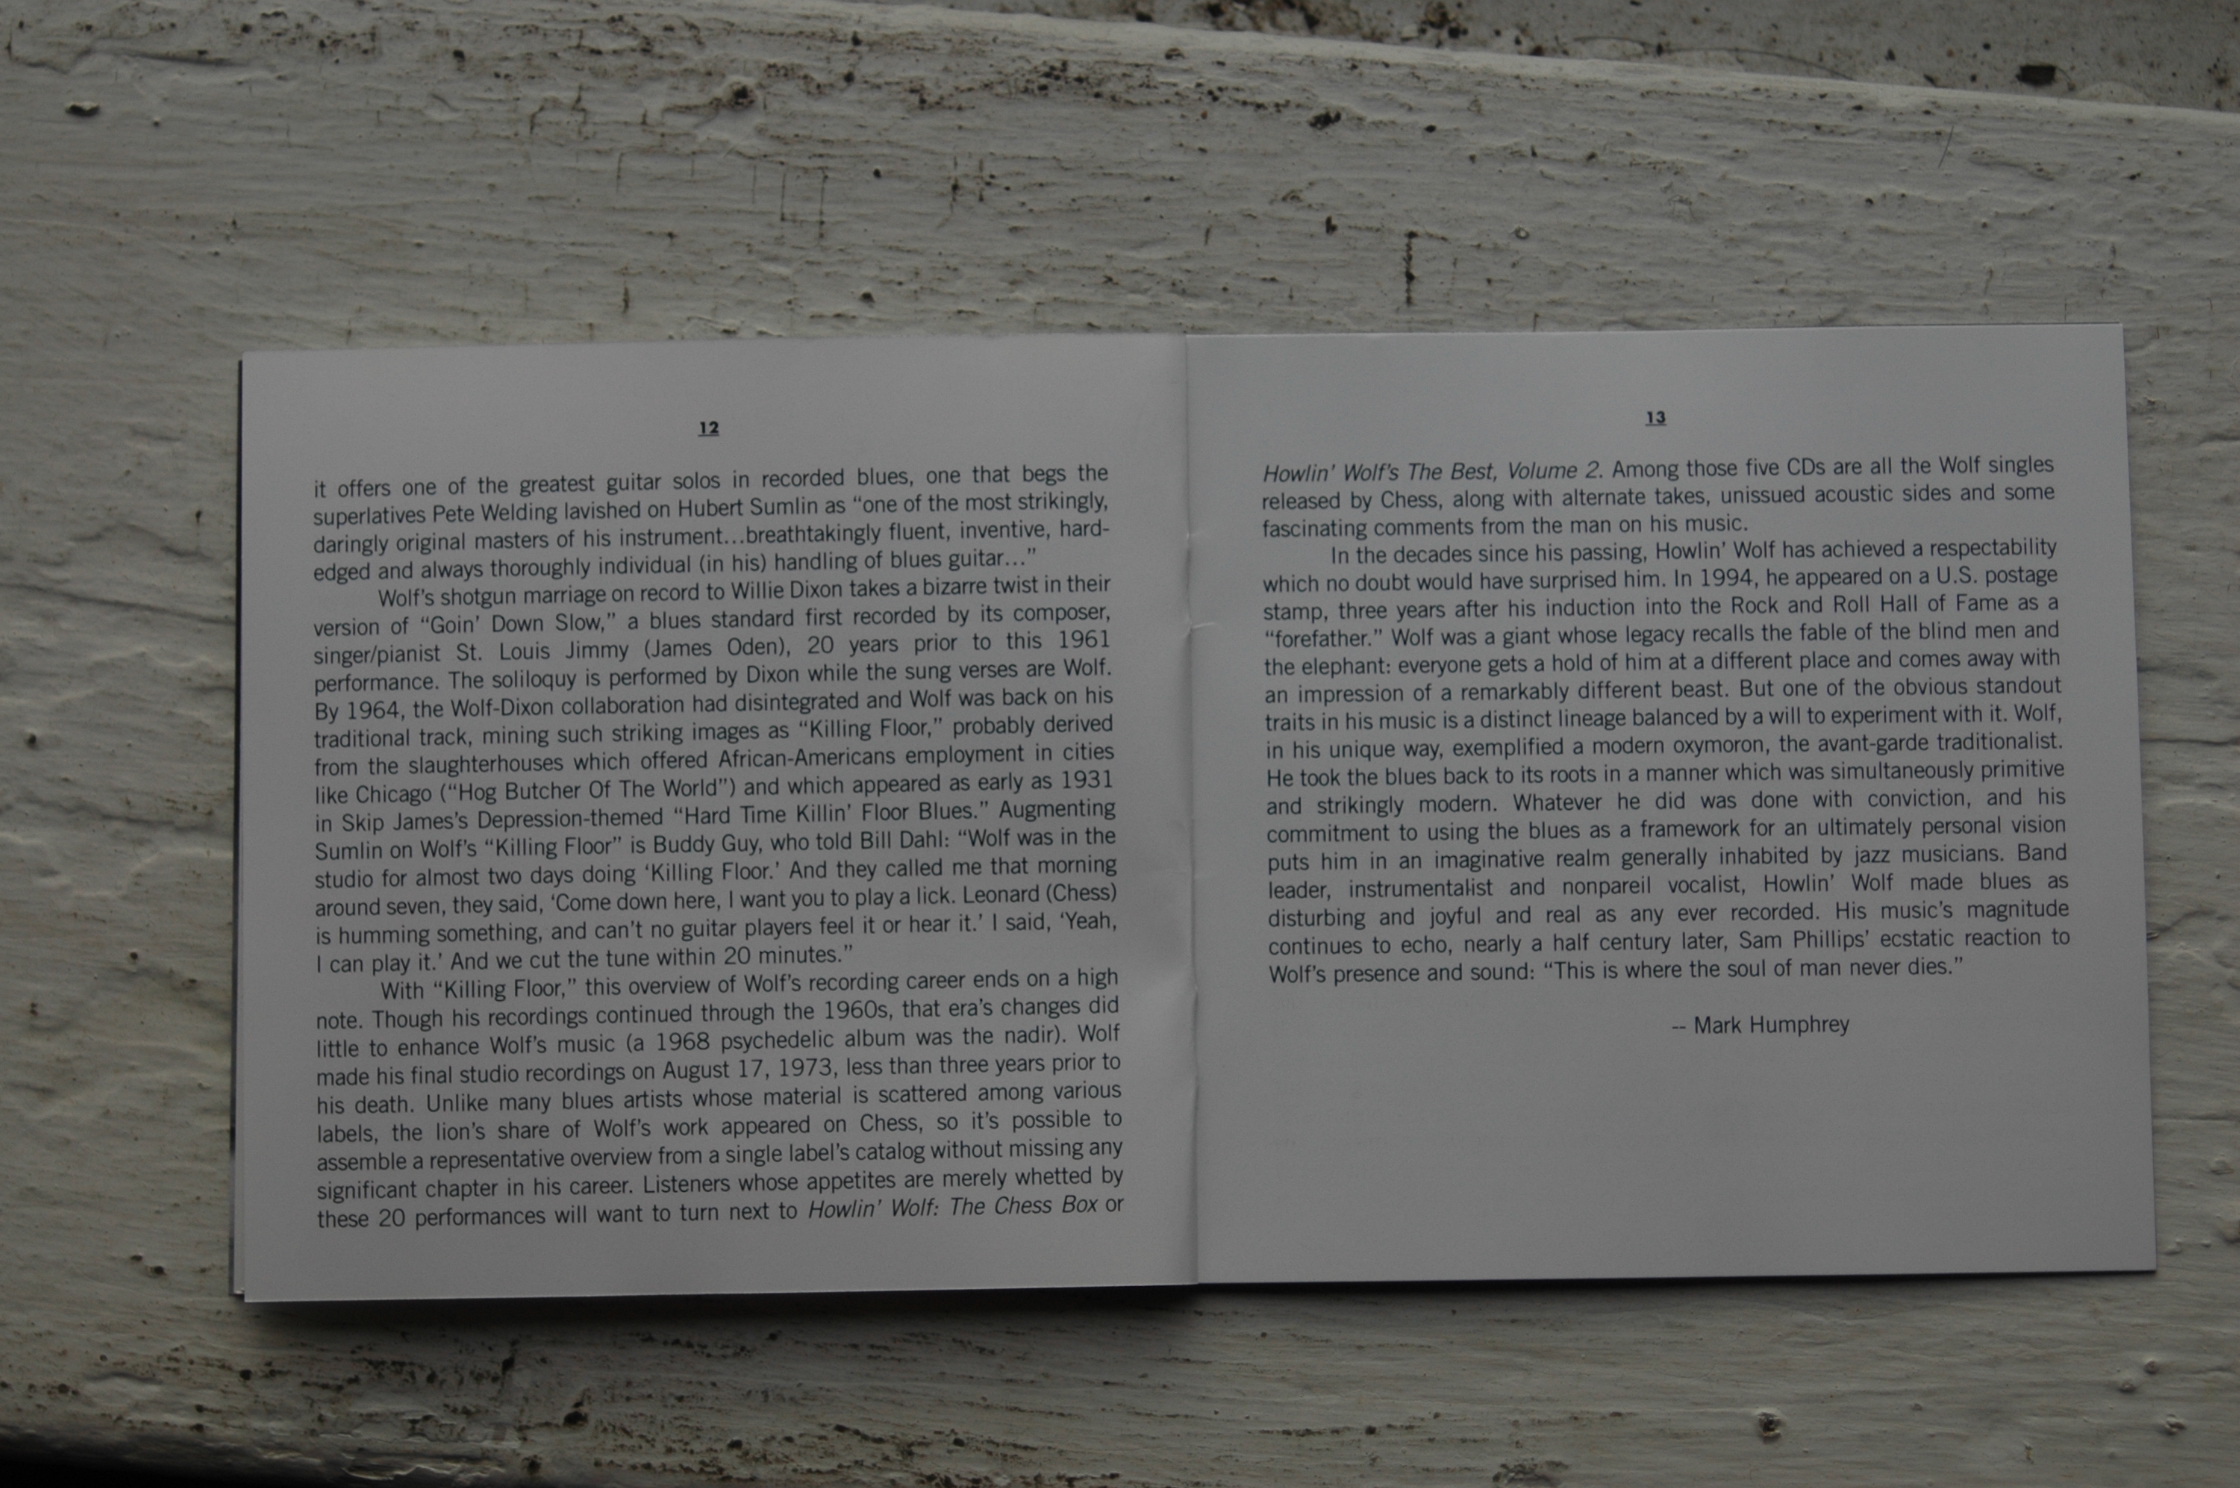 12
it offers one of the greatest guitar solos in recorded blues, one that begs the
superlatives Pete Welding lavished on Hubert Sumlin as “one of the most strikingly,
daringly original masters of his instrument...breathtakingly fluent, inventive, hard-
edged and always thoroughly individual (in his) handling of blues guitar...”
Wolf’s shotgun marriage on record to Willie Dixon takes a bizarre twist in their
version of “Goin’ Down Slow,” a blues standard first recorded by its composer,
singer/pianist St. Louis Jimmy (James Oden), 20 years prior to this 1961
performance. The soliloquy is performed by Dixon while the sung verses are Wolf.
By 1964, the Wolf-Dixon collaboration had disintegrated and Wolf was back on his
traditional track, mining such striking images as “Killing Floor,” probably derived
from the slaughterhouses which offered African-Americans employment in cities
like Chicago (“Hog Butcher Of The World”) and which appeared as early as 1931
in Skip James’s Depression-themed “Hard Time Killin’ Floor Blues.” Augmenting
Sumlin on Wolf’s “Killing Floor” is Buddy Guy, who told Bill Dahl: “Wolf was in the
studio for almost two days doing ‘Killing Floor.’ And they called me that morning
around seven, they said, ‘Come down here, I want you to play a lick. Leonard (Chess)
is humming something, and can’t no guitar players feel it or hear it.’ I said, ‘Yeah,
I can play it.’ And we cut the tune within 20 minutes.”
With “Killing Floor,” this overview of Wolf’s recording career ends on a high
note. Though his recordings continued through the 1960s, that era’s changes did
little to enhance Wolf’s music (a 1968 psychedelic album was the nadir). Wolf
made his final studio recordings on August 17, 1973, less than three years prior to
his death. Unlike many blues artists whose material is scattered among various
labels, the lion’s share of Wolf’s work appeared on Chess, so it’s possible to
assemble a representative overview from a single label’s catalog without missing any
significant chapter in his career. Listeners whose appetites are merely whetted by
these 20 performances will want to turn next to Howlin’ Wolf: The Chess Box or
13
Howlin’ Wolf’s The Best, Volume 2. Among those five CDs are all the Wolf singles
released by Chess, along with alternate takes, unissued acoustic sides and some
fascinating comments from the man on his music.
In the decades since his passing, Howlin’ Wolf has achieved a respectability
which no doubt would have surprised him. In 1994, he appeared on a U.S. postage
stamp, three years after his induction into the Rock and Roll Hall of Fame as a
“forefather.” Wolf was a giant whose legacy recalls the fable of the blind men and
the elephant: everyone gets a hold of him at a different place and comes away with
an impression of a remarkably different beast. But one of the obvious standout
traits in his music is a distinct lineage balanced by a will to experiment with it. Wolf,
in his unique way, exemplified a modern oxymoron, the avant-garde traditionalist.
He took the blues back to its roots in a manner which was simultaneously primitive
and strikingly modern. Whatever he did was done with conviction, and his
commitment to using the blues as a framework for an ultimately personal vision
puts him in an imaginative realm generally inhabited by jazz musicians. Band
leader, instrumentalist and nonpareil vocalist, Howlin’ Wolf made blues as
disturbing and joyful and real as any ever recorded. His music’s magnitude
continues to echo, nearly a half century later, Sam Phillips’ ecstatic reaction to
Wolf’s presence and sound: “This is where the soul of man never dies.”
-- Mark Humphrey